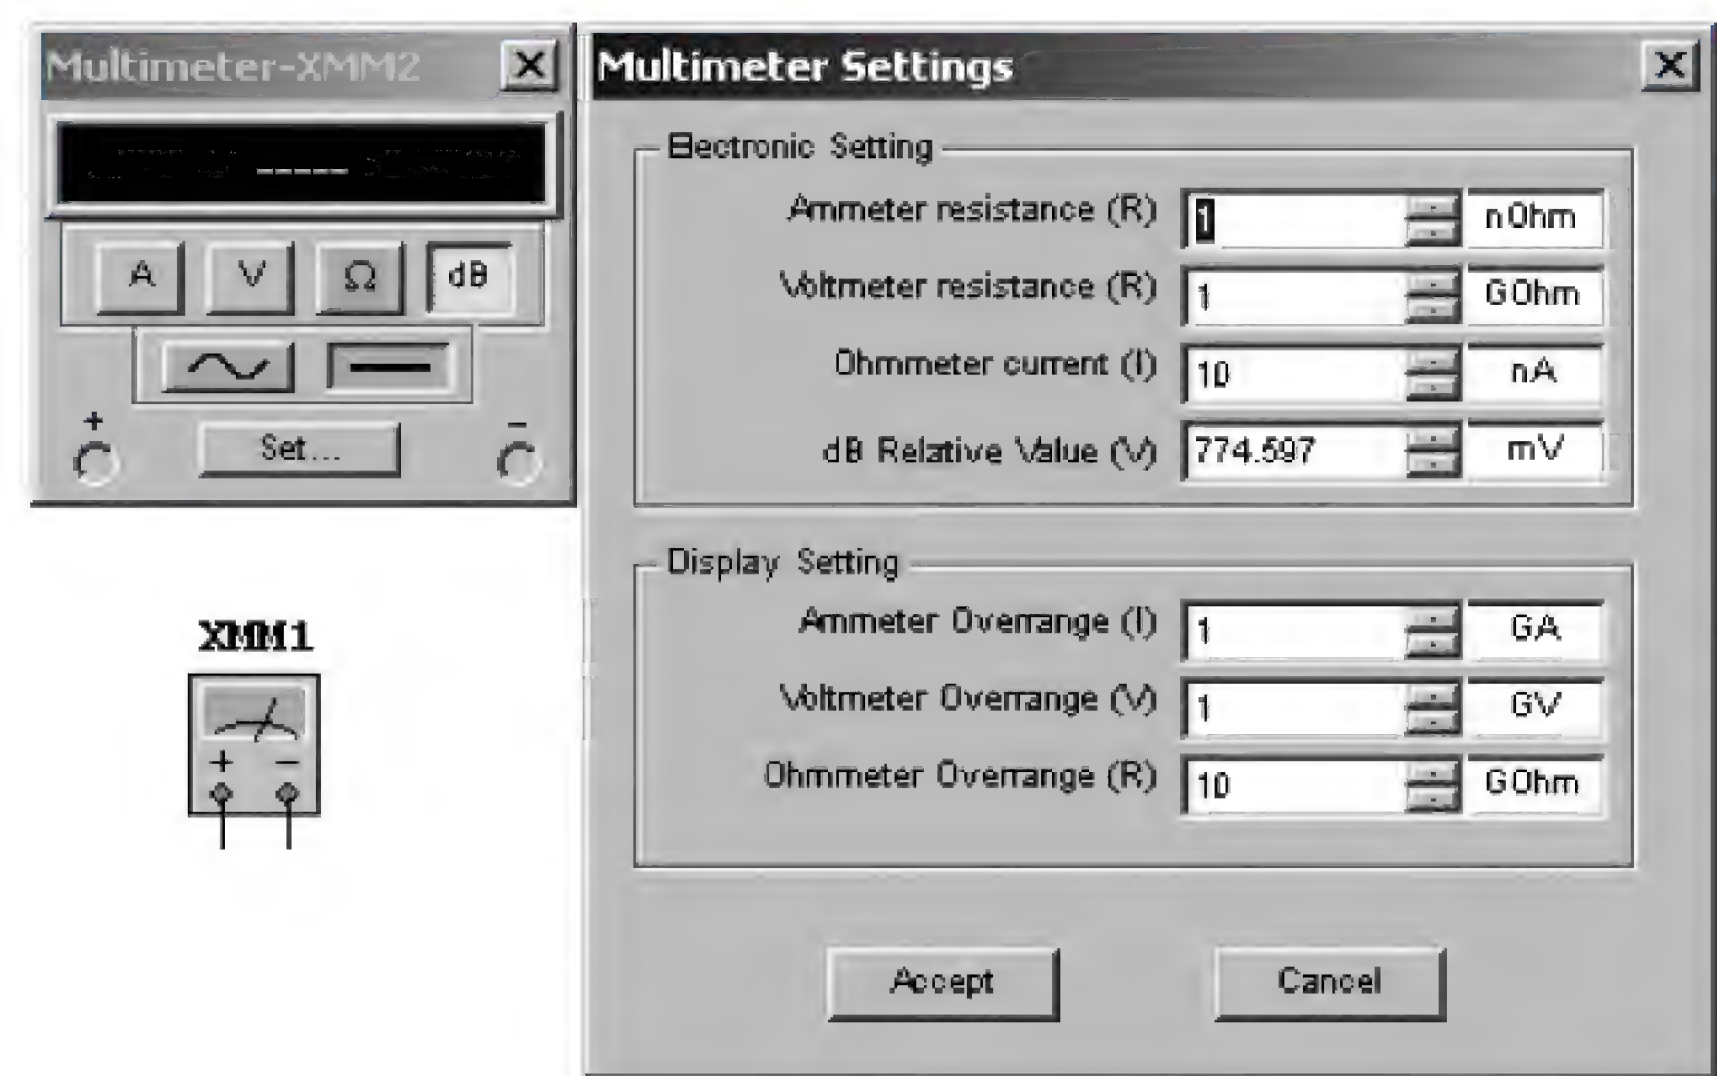 Multimeter-XMM2
A V Ω dB
+ −
Set...
XMM1
+ −
Multimeter Settings
Electronic Setting
Ammeter resistance (R) 1 nOhm
Voltmeter resistance (R) 1 GOhm
Ohmmeter current (I) 10 nA
dB Relative Value (V) 774.597 mV
Display Setting
Ammeter Overrange (I) 1 GA
Voltmeter Overrange (V) 1 GV
Ohmmeter Overrange (R) 10 GOhm
Accept Cancel